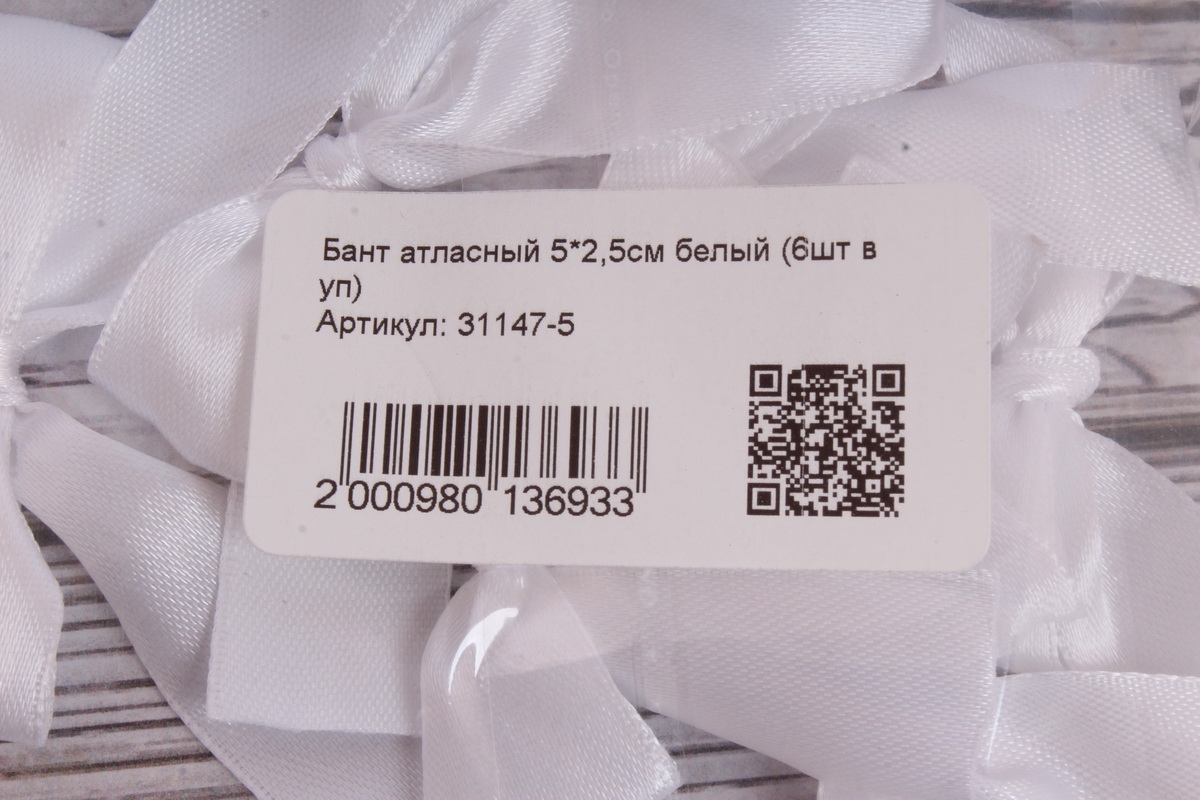 Бант атласный 5*2,5см белый (6шт в
уп)
Артикул: 31147-5
2 000980 136933